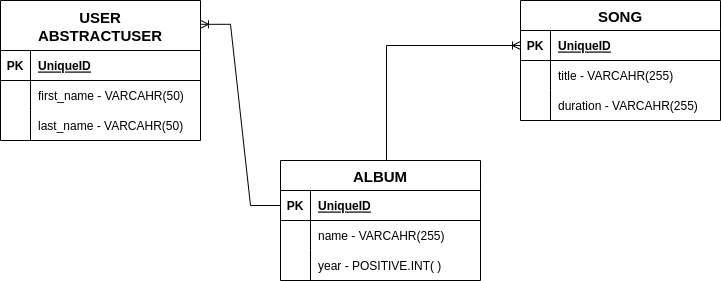 USER
ABSTRACTUSER
PK UniqueID
first_name - VARCAHR(50)
last_name - VARCAHR(50)
SONG
PK UniqueID
title - VARCAHR(255)
duration - VARCAHR(255)
ALBUM
PK UniqueID
name - VARCAHR(255)
year - POSITIVE.INT( )